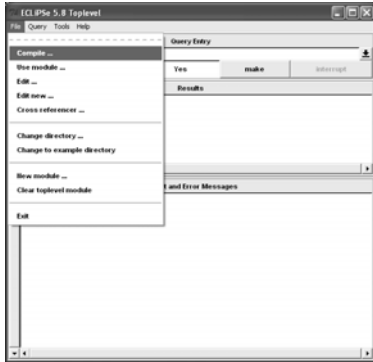 ECLiPSe 5.8 Toplevel
File Query Tools Help
Query Entry
Compile ...
Use module ...
Yes make interrupt
Edit ...
Results
Edit new ...
Cross referencer ...
Change directory ...
Change to example directory
New module ...
t and Error Messages
Clear toplevel module
Exit